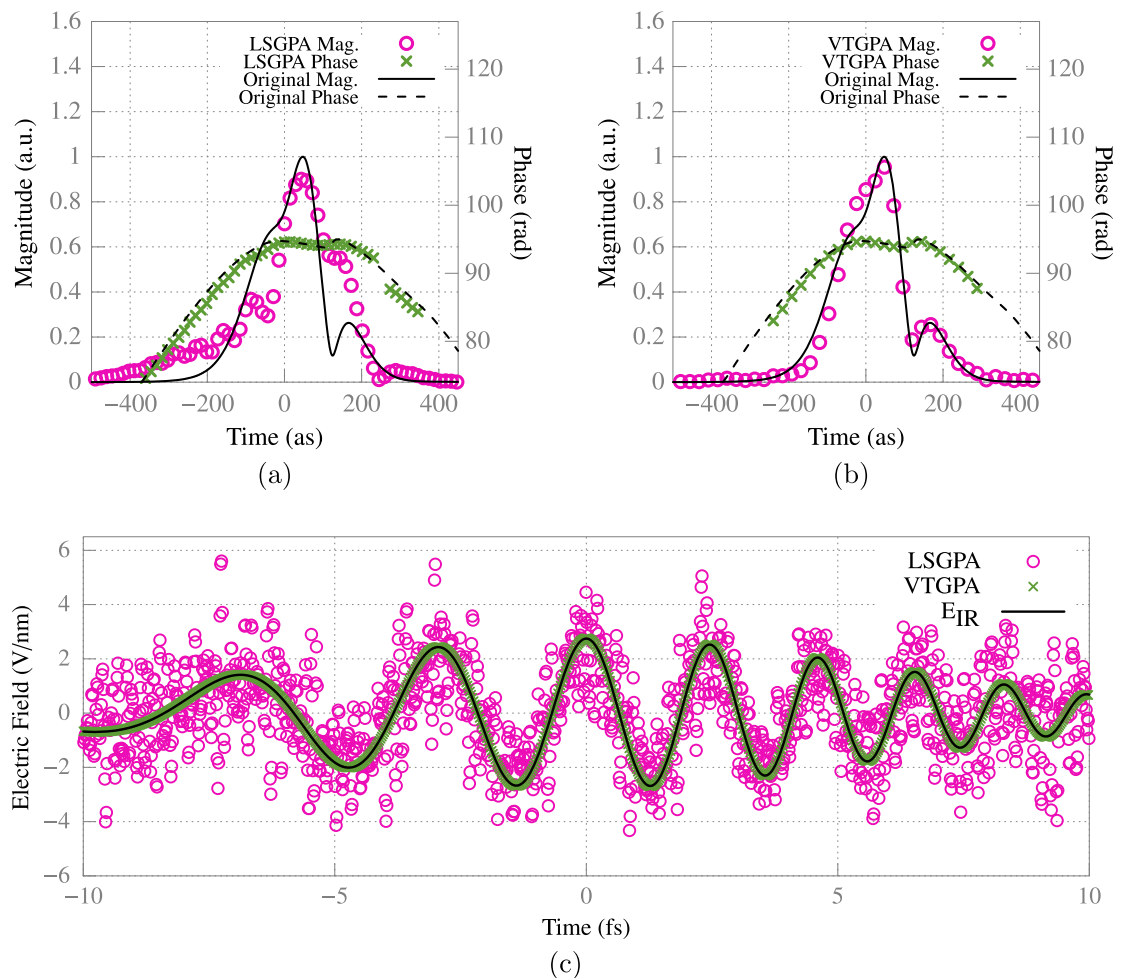 1.6
1.4
1.2
1
0.8
0.6
0.4
0.2
0
Magnitude (a.u.)
LSGPA Mag.
LSGPA Phase
Original Mag.
Original Phase
120
110
100
90
80
Phase (rad)
−400 −200 0 200 400
Time (as)
(a)
1.6
1.4
1.2
1
0.8
0.6
0.4
0.2
0
Magnitude (a.u.)
VTGPA Mag.
VTGPA Phase
Original Mag.
Original Phase
120
110
100
90
80
Phase (rad)
−400 −200 0 200 400
Time (as)
(b)
6
4
2
0
−2
−4
−6
Electric Field (V/nm)
LSGPA
VTGPA
E_IR
−10 −5 0 5 10
Time (fs)
(c)